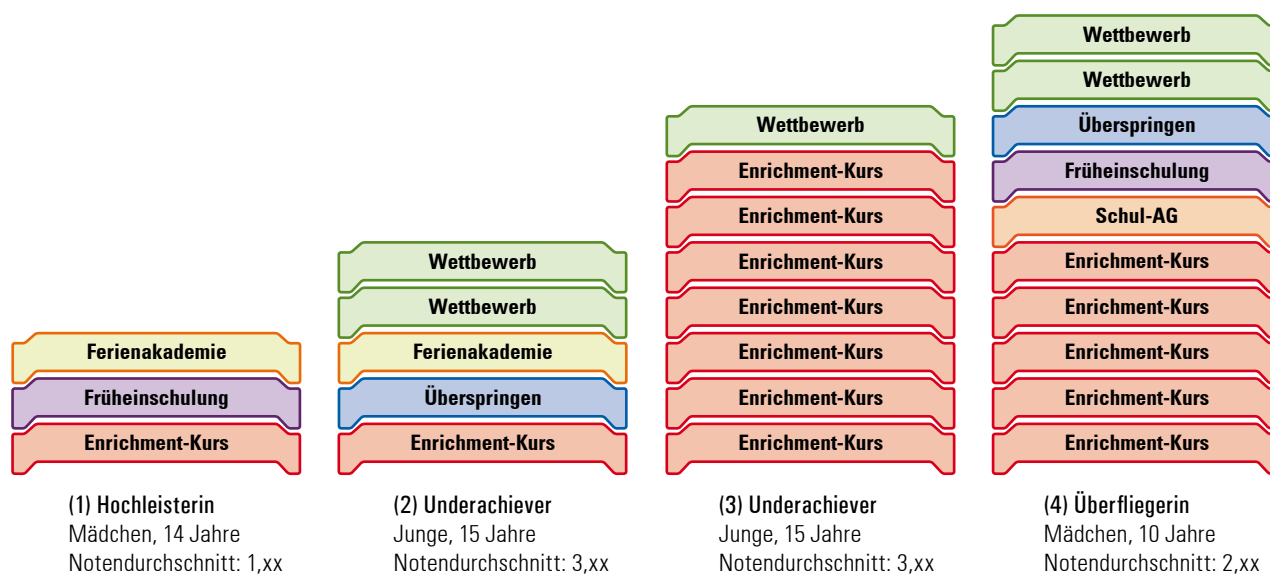 Ferienakademie
Früheinschulung
Enrichment-Kurs
(1) Hochleisterin
Mädchen, 14 Jahre
Notendurchschnitt: 1,xx
Wettbewerb
Wettbewerb
Ferienakademie
Überspringen
Enrichment-Kurs
(2) Underachiever
Junge, 15 Jahre
Notendurchschnitt: 3,xx
Wettbewerb
Enrichment-Kurs
Enrichment-Kurs
Enrichment-Kurs
Enrichment-Kurs
Enrichment-Kurs
Enrichment-Kurs
Enrichment-Kurs
(3) Underachiever
Junge, 15 Jahre
Notendurchschnitt: 3,xx
Wettbewerb
Wettbewerb
Überspringen
Früheinschulung
Schul-AG
Enrichment-Kurs
Enrichment-Kurs
Enrichment-Kurs
Enrichment-Kurs
Enrichment-Kurs
(4) Überfliegerin
Mädchen, 10 Jahre
Notendurchschnitt: 2,xx